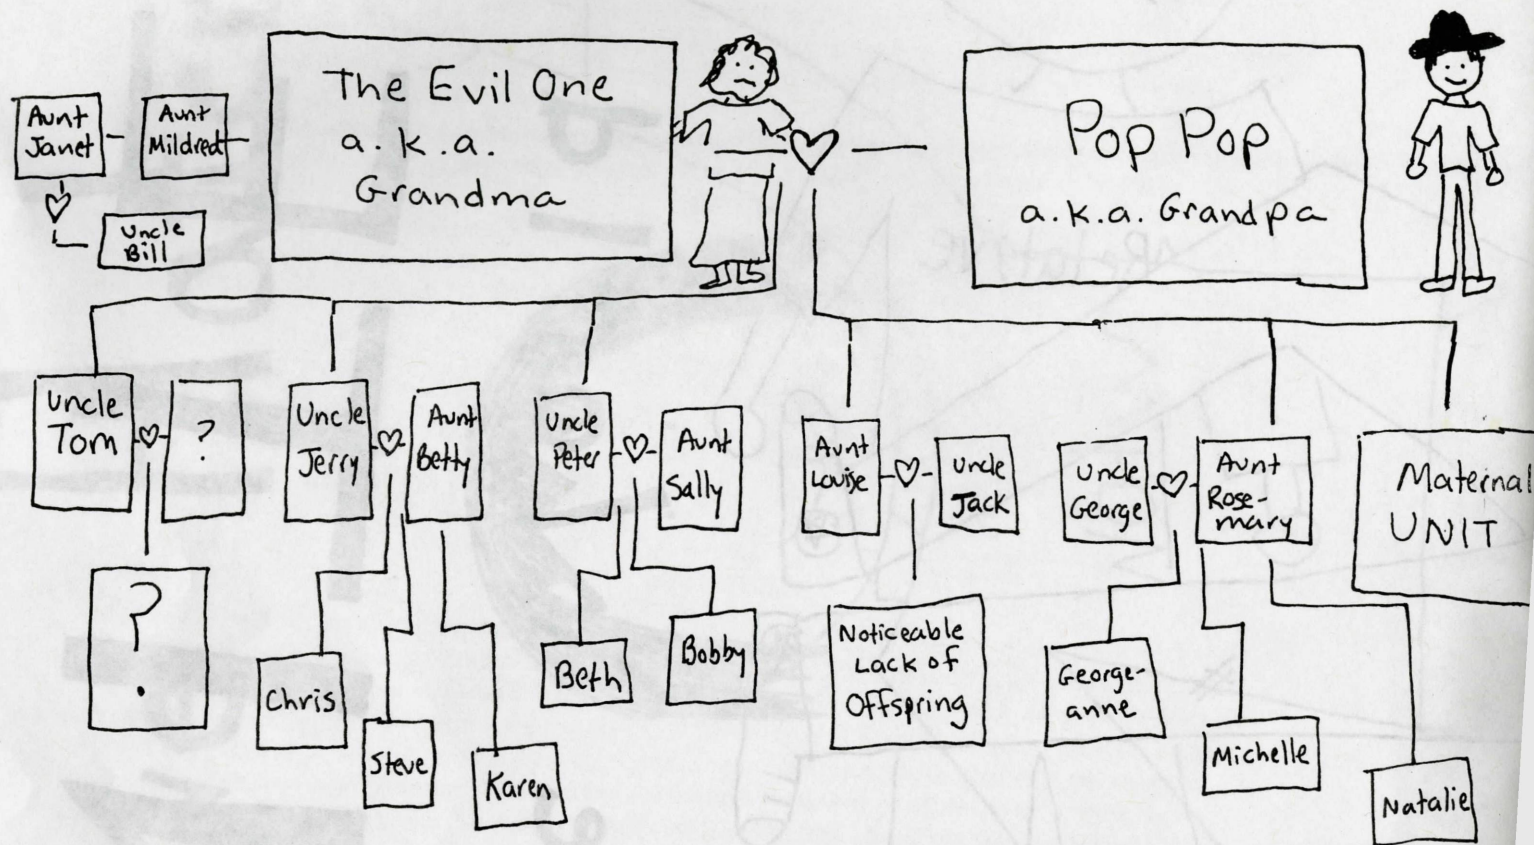 Aunt
Janet
Aunt
Mildred
Uncle
Bill
The Evil One
a.k.a.
Grandma
Pop Pop
a.k.a. Grandpa
Uncle
Tom
?
Uncle
Jerry
Aunt
Betty
Uncle
Peter
Aunt
Sally
Aunt
Louise
Uncle
Jack
Uncle
George
Aunt
Rose-
mary
Maternal
UNIT
?
Chris
Steve
Karen
Beth
Bobby
Noticeable
Lack of
Offspring
George-
anne
Michelle
Natalie
Relative